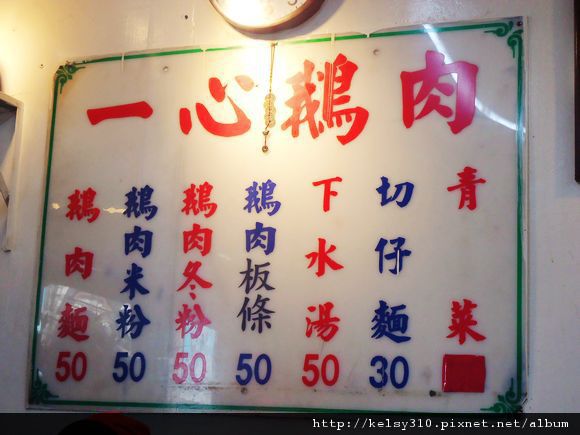 一心鵝肉
鵝肉麵 50
鵝肉米粉 50
鵝肉冬粉 50
鵝肉板條 50
下水湯 50
切仔麵 30
青菜
http://kelsy310.pixnet.net/album